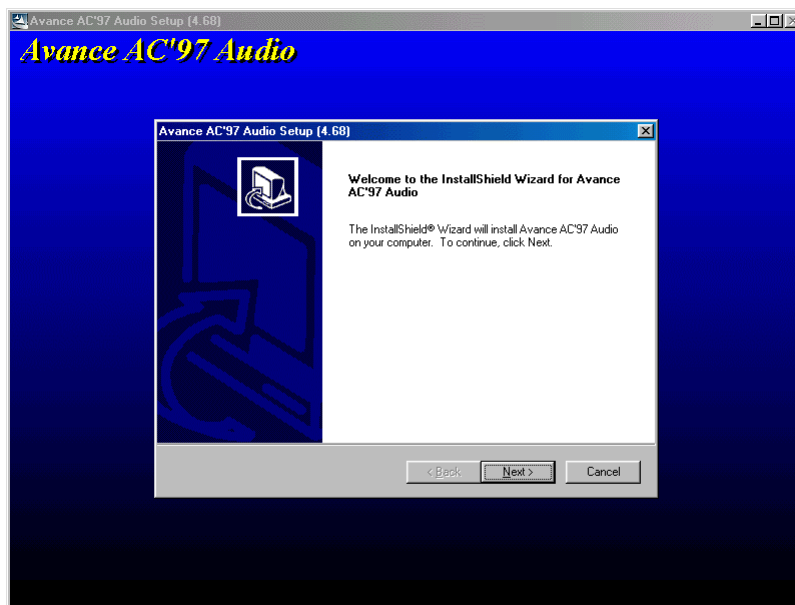 Avance AC'97 Audio Setup (4.68)
Avance AC'97 Audio
Avance AC'97 Audio Setup (4.68)
Welcome to the InstallShield Wizard for Avance
AC'97 Audio
The InstallShield® Wizard will install Avance AC'97 Audio
on your computer. To continue, click Next.
< Back Next > Cancel